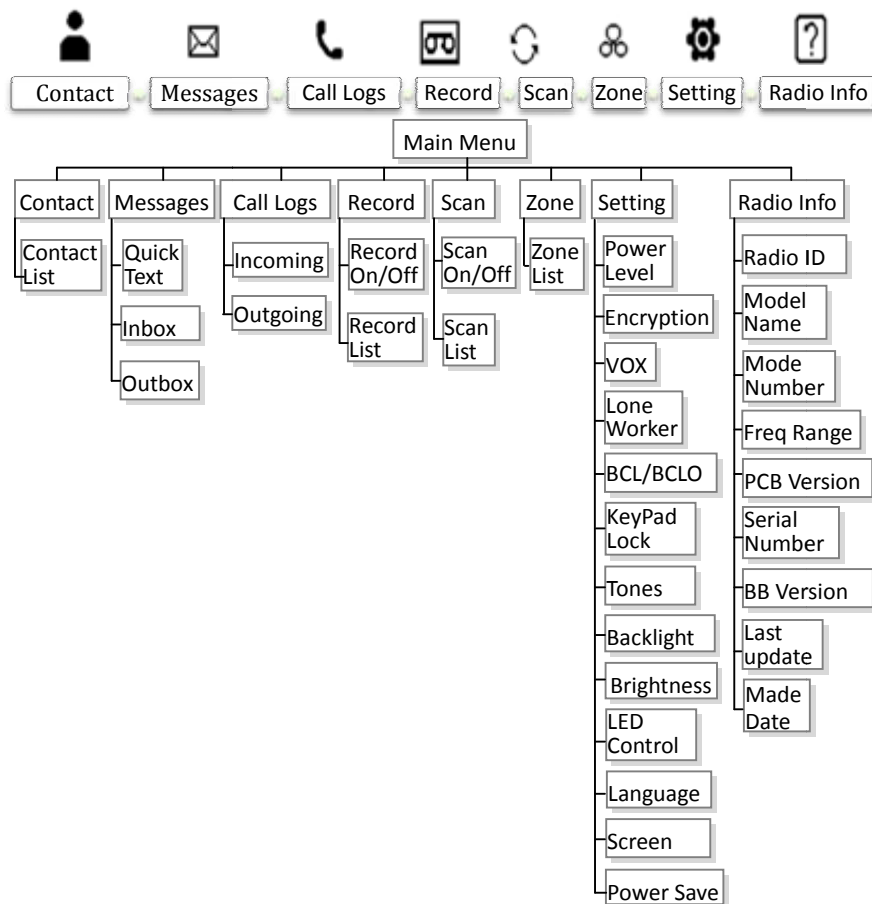 Contact Messages Call Logs Record Scan Zone Setting Radio Info
Main Menu
Contact Messages Call Logs Record Scan Zone Setting Radio Info
Contact
List
Quick
Text
Inbox
Outbox
Incoming
Outgoing
Record
On/Off
Record
List
Scan
On/Off
Scan
List
Zone
List
Power
Level
Encryption
VOX
Lone
Worker
BCL/BCLO
KeyPad
Lock
Tones
Backlight
Brightness
LED
Control
Language
Screen
Power Save
Radio ID
Model
Name
Mode
Number
Freq Range
PCB Version
Serial
Number
BB Version
Last
update
Made
Date